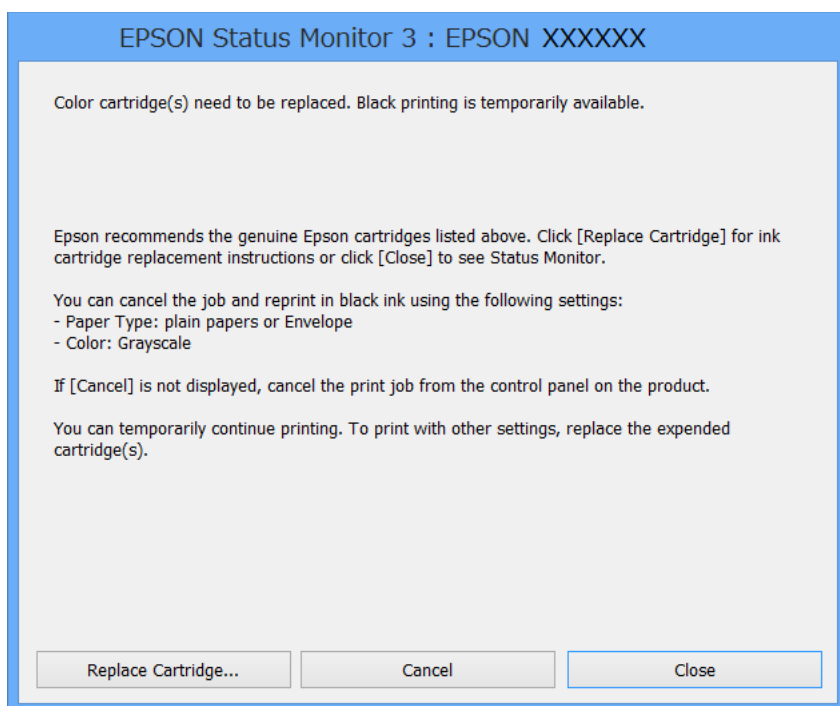 EPSON Status Monitor 3 : EPSON XXXXXX
Color cartridge(s) need to be replaced. Black printing is temporarily available.
Epson recommends the genuine Epson cartridges listed above. Click [Replace Cartridge] for ink
cartridge replacement instructions or click [Close] to see Status Monitor.
You can cancel the job and reprint in black ink using the following settings:
- Paper Type: plain papers or Envelope
- Color: Grayscale
If [Cancel] is not displayed, cancel the print job from the control panel on the product.
You can temporarily continue printing. To print with other settings, replace the expended
cartridge(s).
Replace Cartridge... Cancel Close